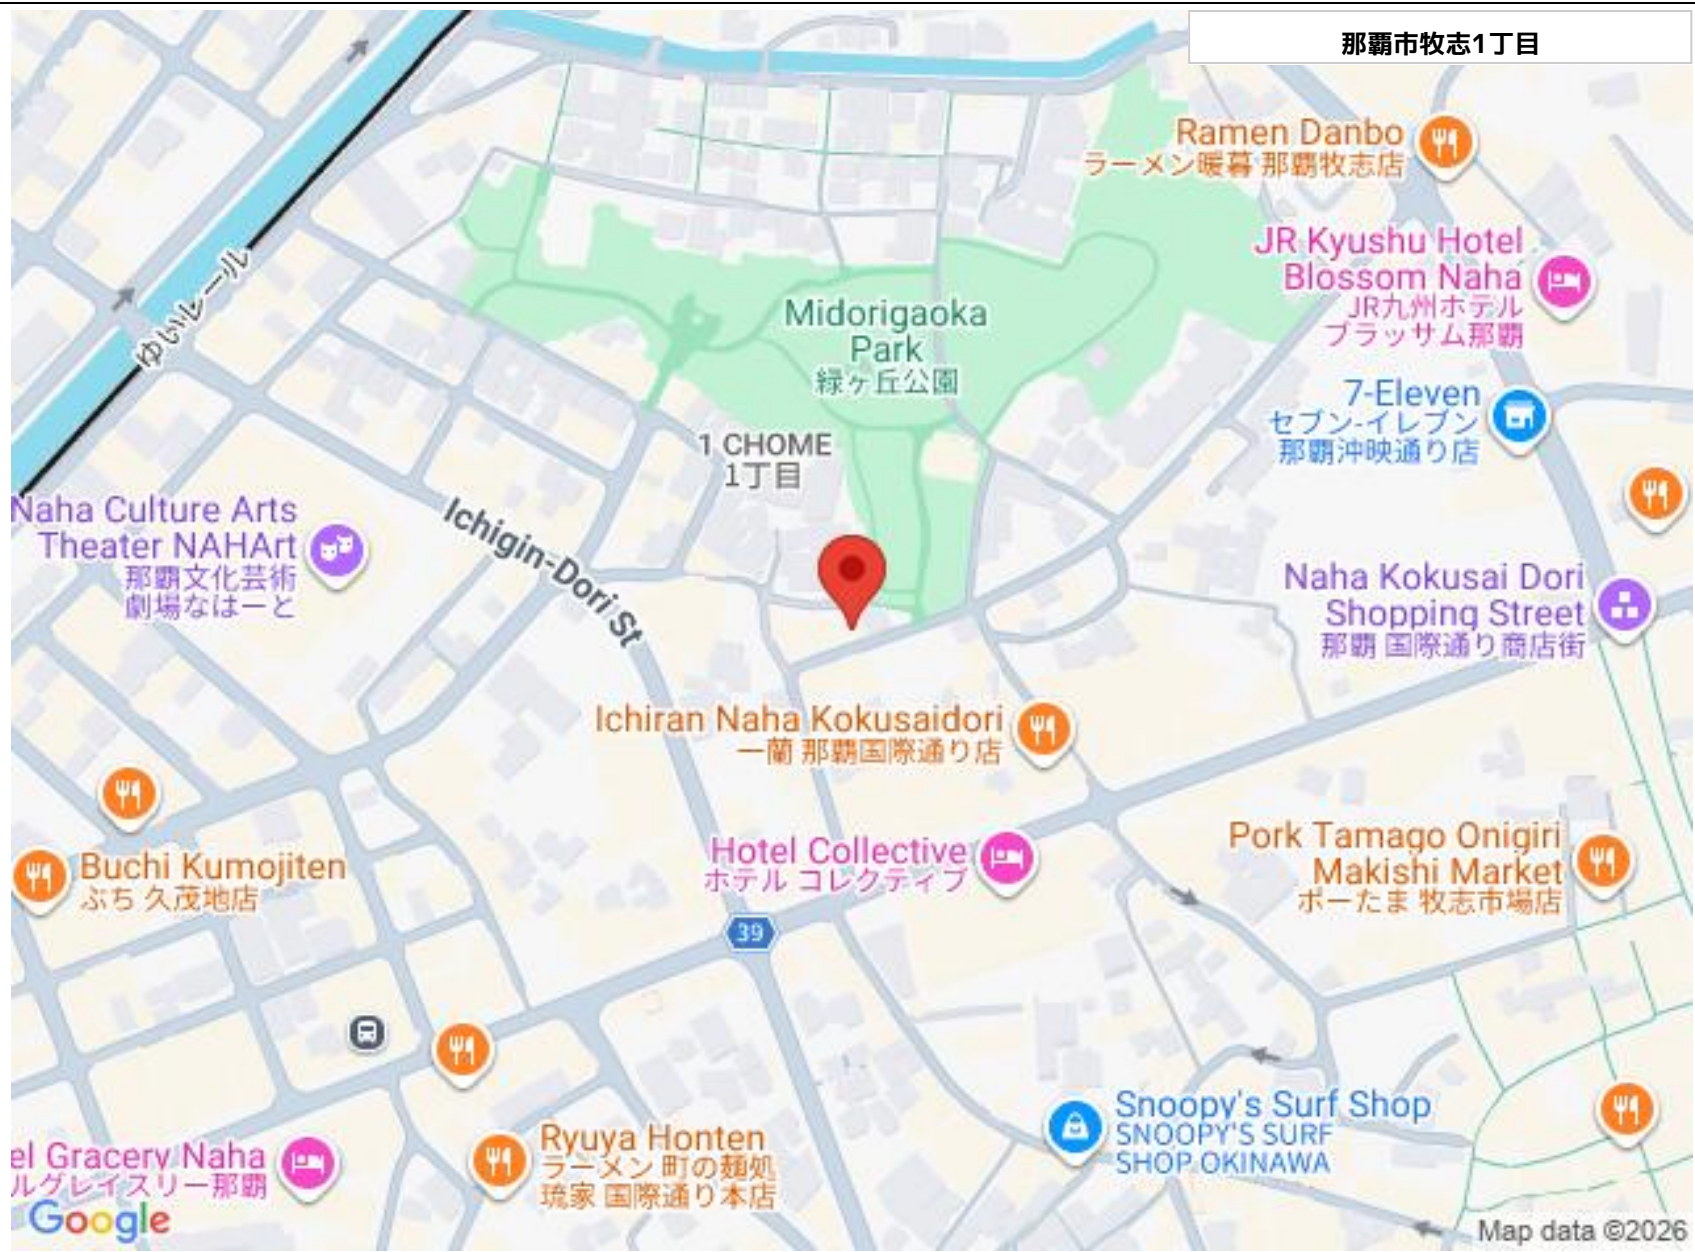 那覇市牧志1丁目
Ramen Danbo
ラーメン暖暮 那覇牧志店
JR Kyushu Hotel
Blossom Naha
JR九州ホテル
ブラッサム那覇
ゆいレール
Midorigaoka
Park
緑ヶ丘公園
7-Eleven
セブン-イレブン
那覇沖映通り店
1 CHOME
1丁目
Naha Culture Arts
Theater NAHArt
那覇文化芸術
劇場なはーと
Ichigin-Dori St
Naha Kokusai Dori
Shopping Street
那覇 国際通り商店街
Ichiran Naha Kokusaidori
一蘭 那覇国際通り店
Hotel Collective
ホテル コレクティブ
Pork Tamago Onigiri
Makishi Market
ポーたま 牧志市場店
Buchi Kumojiten
ぶち 久茂地店
39
Snoopy's Surf Shop
SNOOPY'S SURF
SHOP OKINAWA
Ryuya Honten
ラーメン 町の麺処
琉家 国際通り本店
el Gracery Naha
ルグレイスリー那覇
Google
Map data ©2026